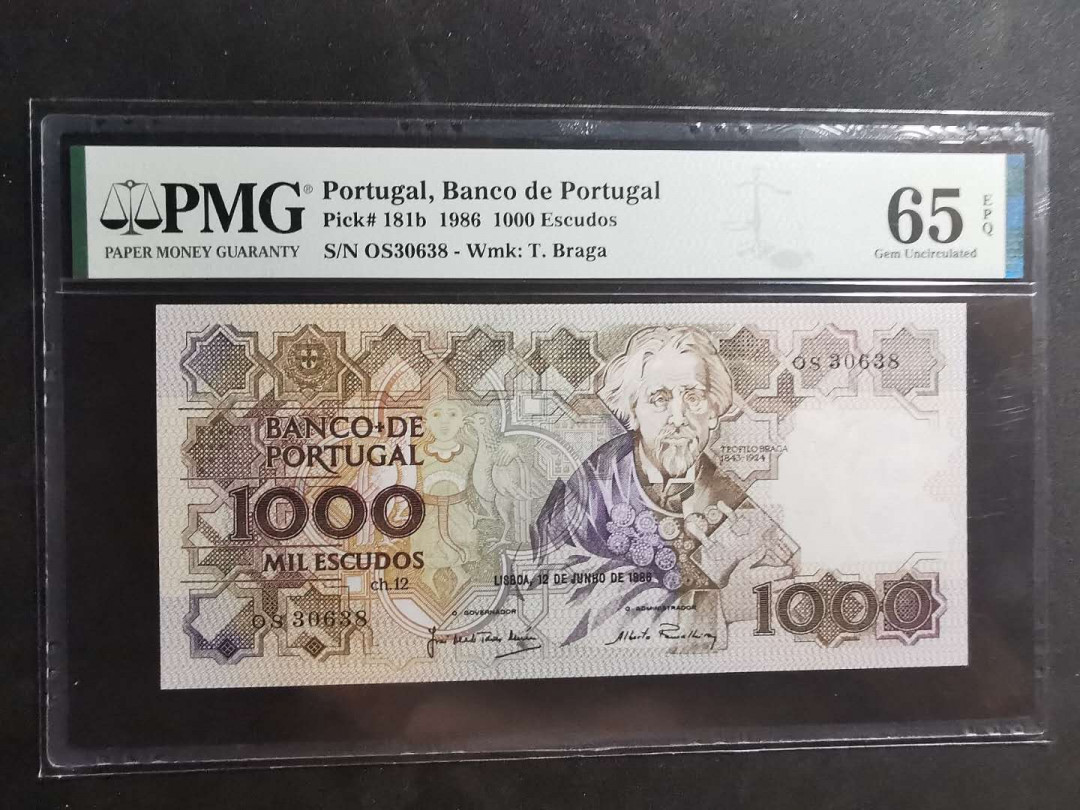 PMG®
PAPER MONEY GUARANTY
Portugal, Banco de Portugal
Pick# 181b 1986 1000 Escudos
S/N OS30638 - Wmk: T. Braga
65
EPQ
Gem Uncirculated
OS 30638
BANCO DE
PORTUGAL
TEOFILO BRAGA
1843-1924
1000
MIL ESCUDOS
ch.12
LISBOA, 12 DE JUNHO DE 1986
OS 30638
O GOVERNADOR
O ADMINISTRADOR
1000